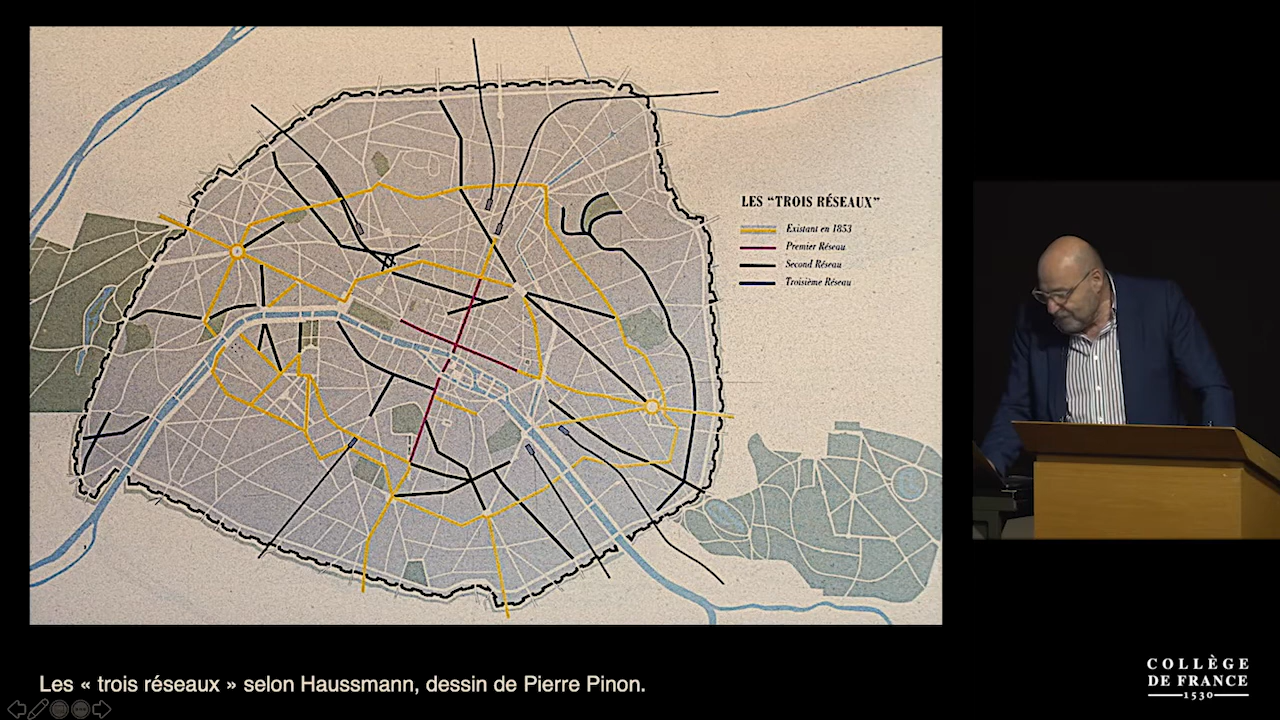 LES “TROIS RÉSEAUX”
Existant en 1853
Premier Réseau
Second Réseau
Troisième Réseau
Les « trois réseaux » selon Haussmann, dessin de Pierre Pinon.
COLLÈGE
DE FRANCE
1530